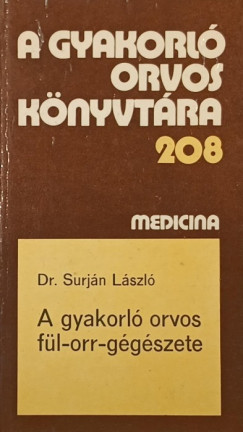 A GYAKORLÓ
ORVOS
KÖNYVTÁRA
208
MEDICINA
Dr. Surján László
A gyakorló orvos
fül-orr-gégészete